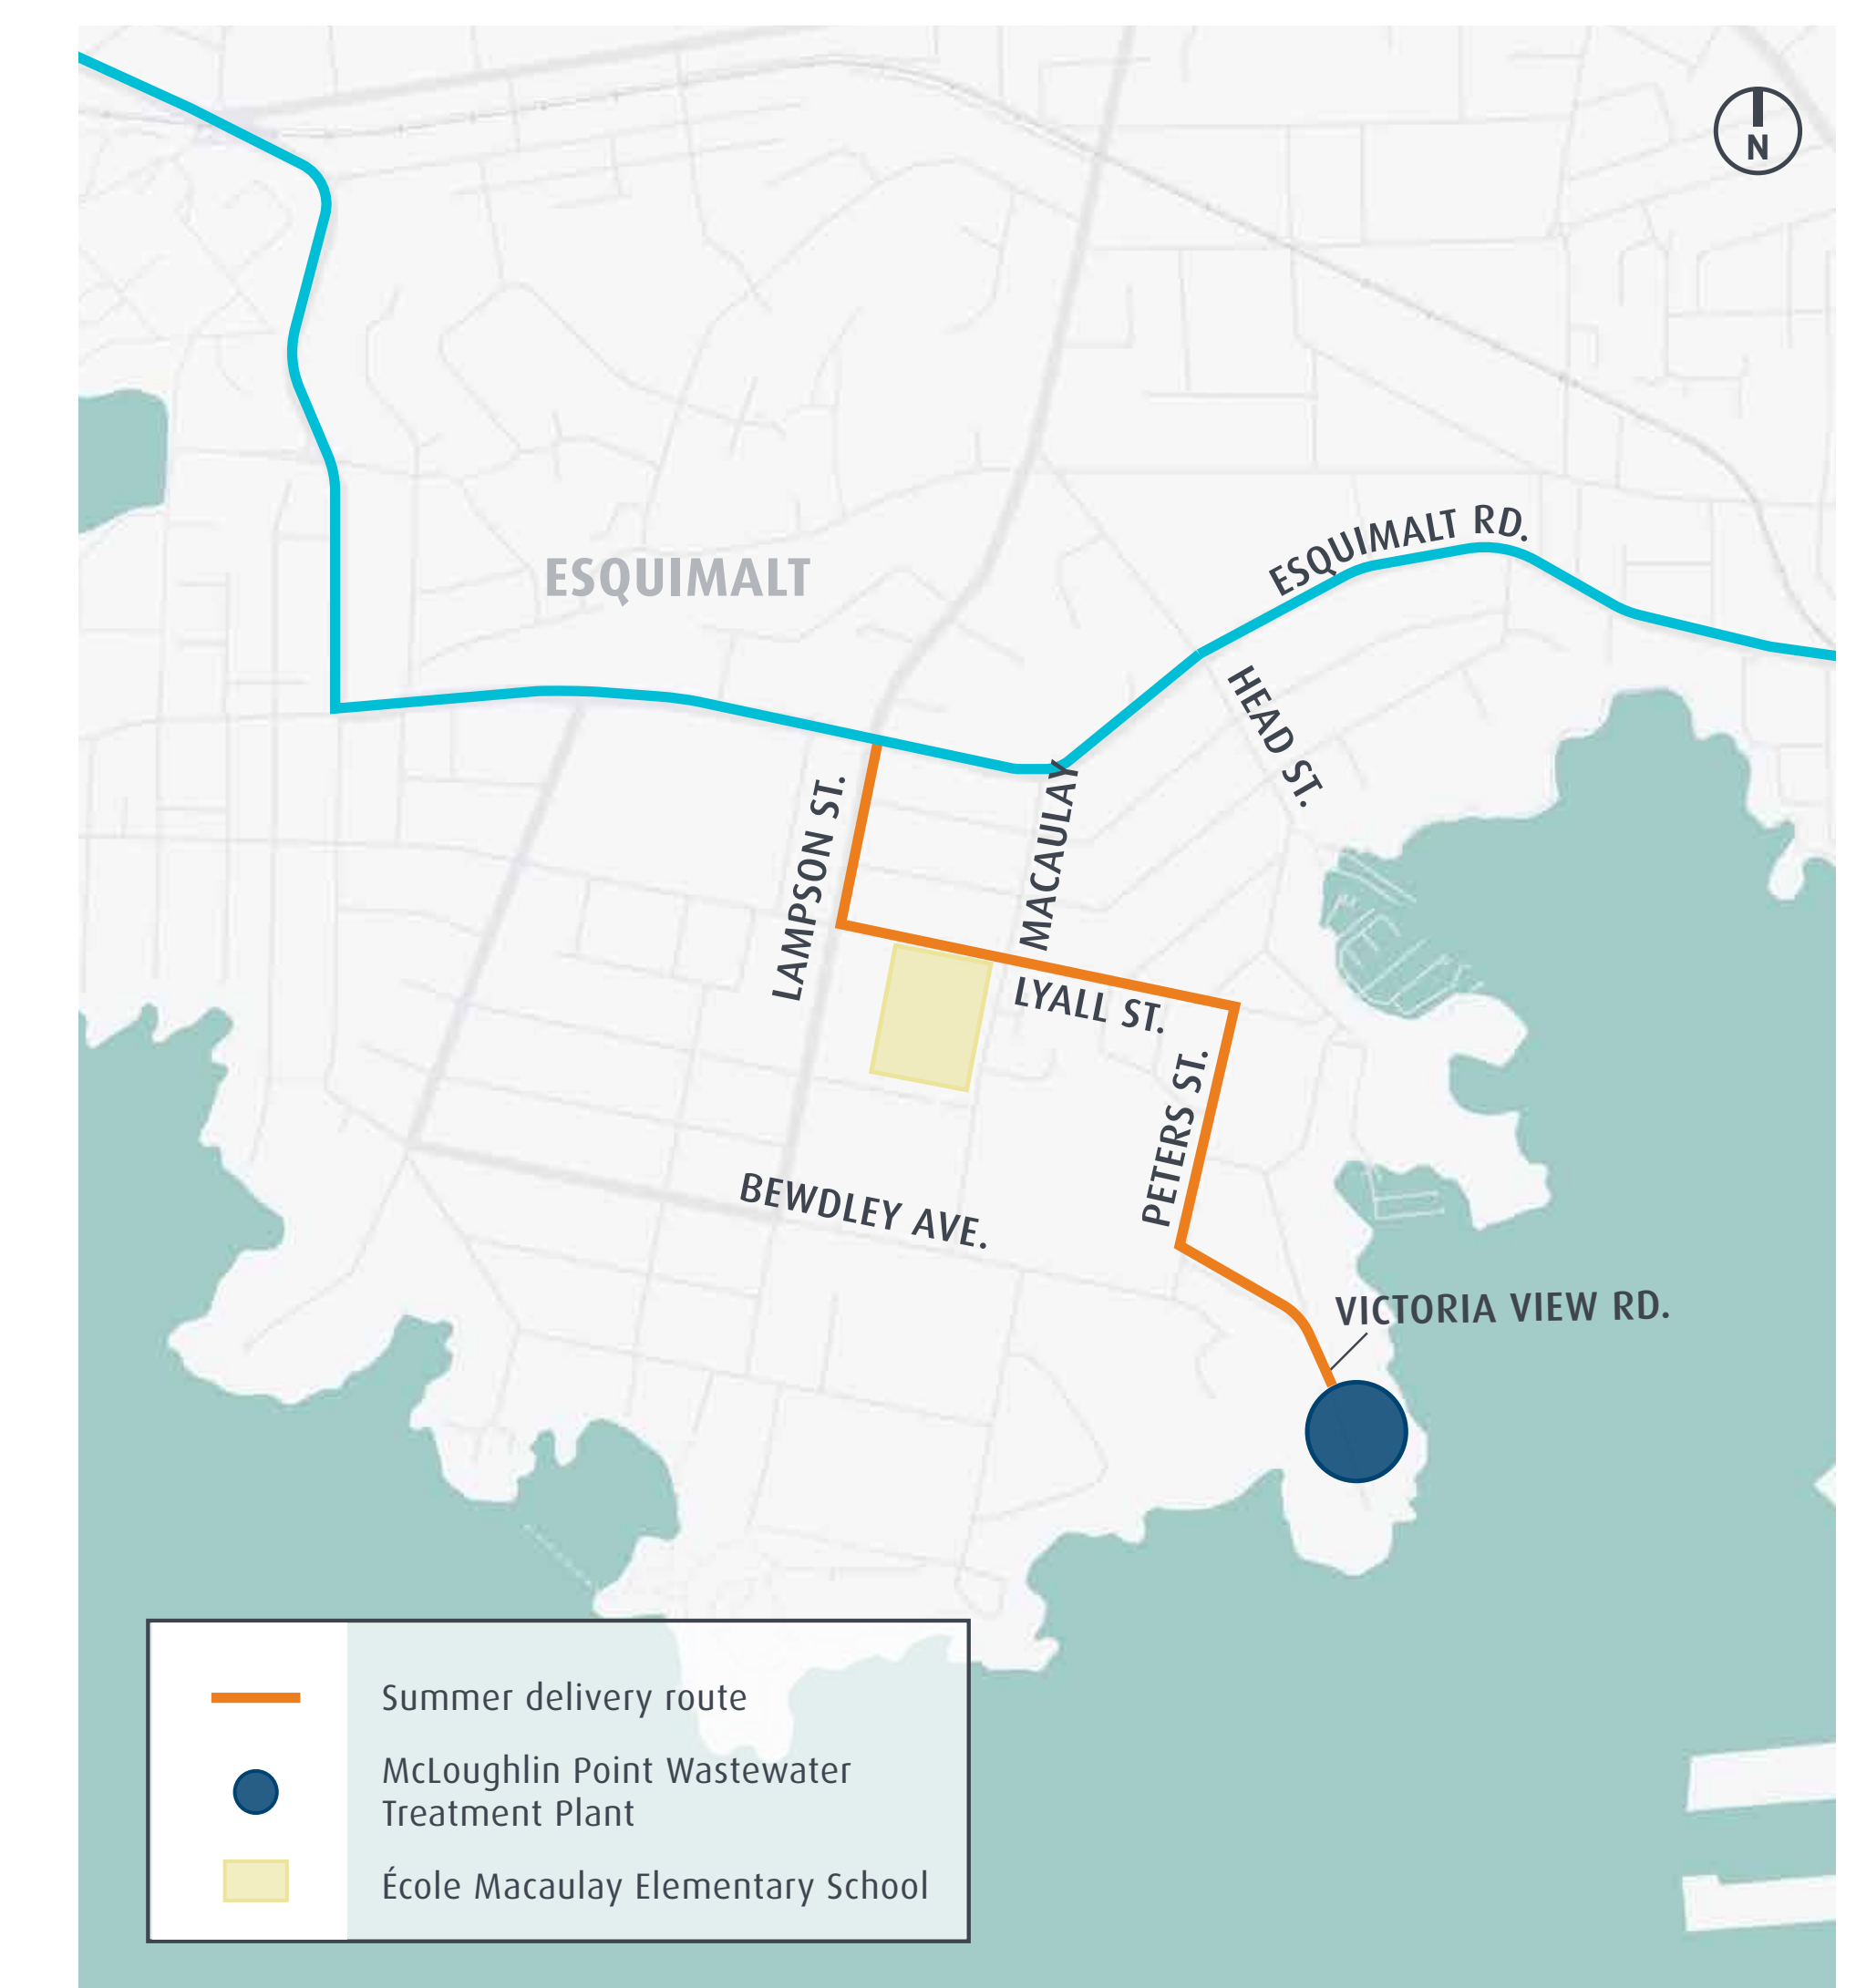 N
ESQUIMALT RD.
ESQUIMALT
HEAD ST.
LAMPSON ST.
MACAULAY
LYALL ST.
PETERS ST.
BEWDLEY AVE.
VICTORIA VIEW RD.
Summer delivery route
McLoughlin Point Wastewater
Treatment Plant
École Macaulay Elementary School